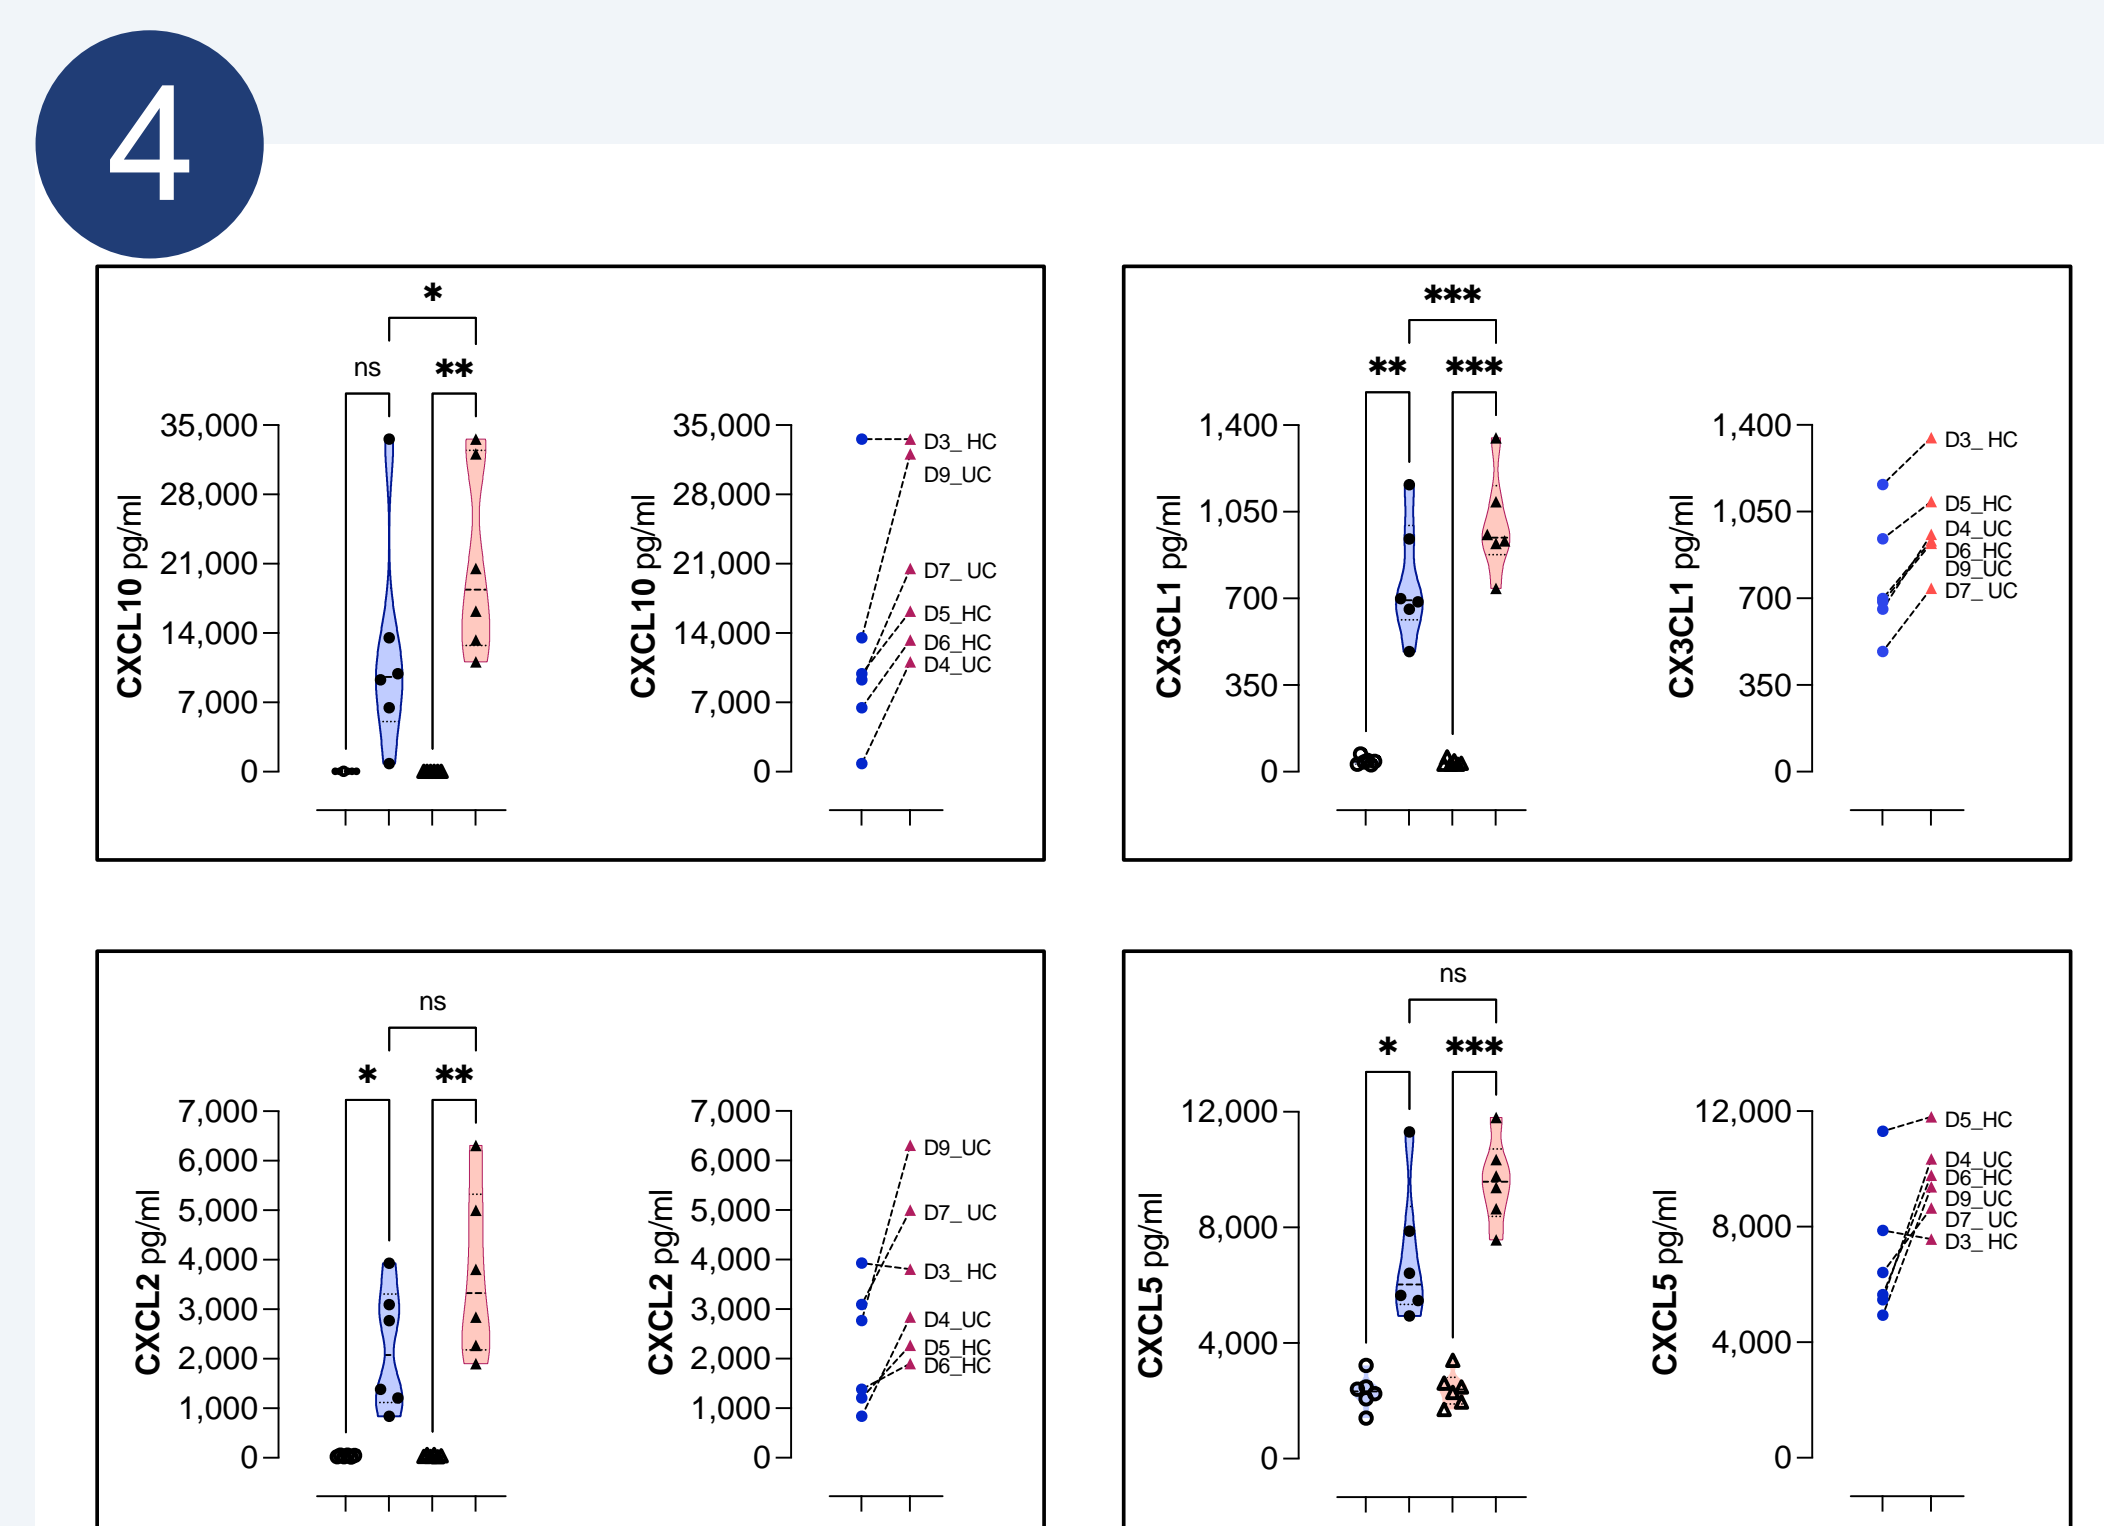 4
*
ns
**
CXCL10 pg/ml
35,000
28,000
21,000
14,000
7,000
0
CXCL10 pg/ml
35,000
28,000
21,000
14,000
7,000
0
D3_ HC
D9_UC
D7_ UC
D5_HC
D6_HC
D4_UC
***
**
***
CX3CL1 pg/ml
1,400
1,050
700
350
0
CX3CL1 pg/ml
1,400
1,050
700
350
0
D3_ HC
D5_HC
D4_UC
D6_HC
D9_UC
D7_ UC
ns
*
**
CXCL2 pg/ml
7,000
6,000
5,000
4,000
3,000
2,000
1,000
0
CXCL2 pg/ml
7,000
6,000
5,000
4,000
3,000
2,000
1,000
0
D9_UC
D7_ UC
D3_ HC
D4_UC
D5_HC
D6_HC
ns
*
***
CXCL5 pg/ml
12,000
8,000
4,000
0
CXCL5 pg/ml
12,000
8,000
4,000
0
D5_HC
D4_UC
D6_HC
D9_UC
D7_ UC
D3_ HC